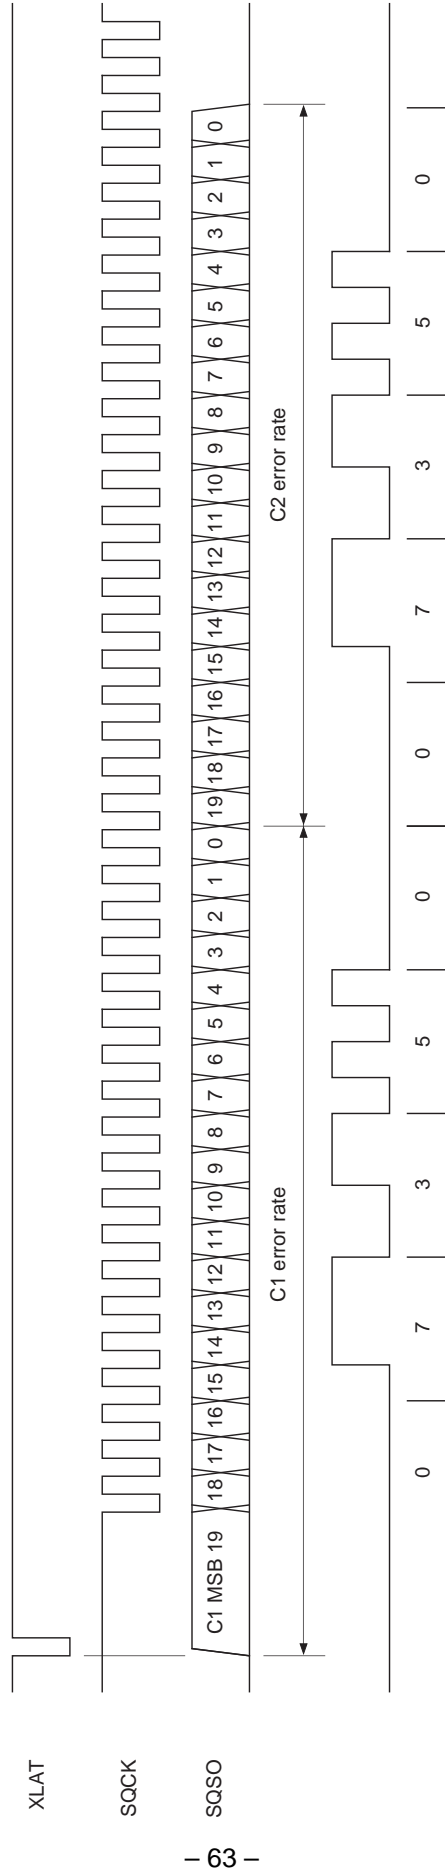 XLAT
SQCK
SQSO
C1 MSB 19 18 17 16 15 14 13 12 11 10 9 8 7 6 5 4 3 2 1 0 19 18 17 16 15 14 13 12 11 10 9 8 7 6 5 4 3 2 1 0
C1 error rate C2 error rate
0 7 3 5 0 0 7 3 5 0
– 63 –